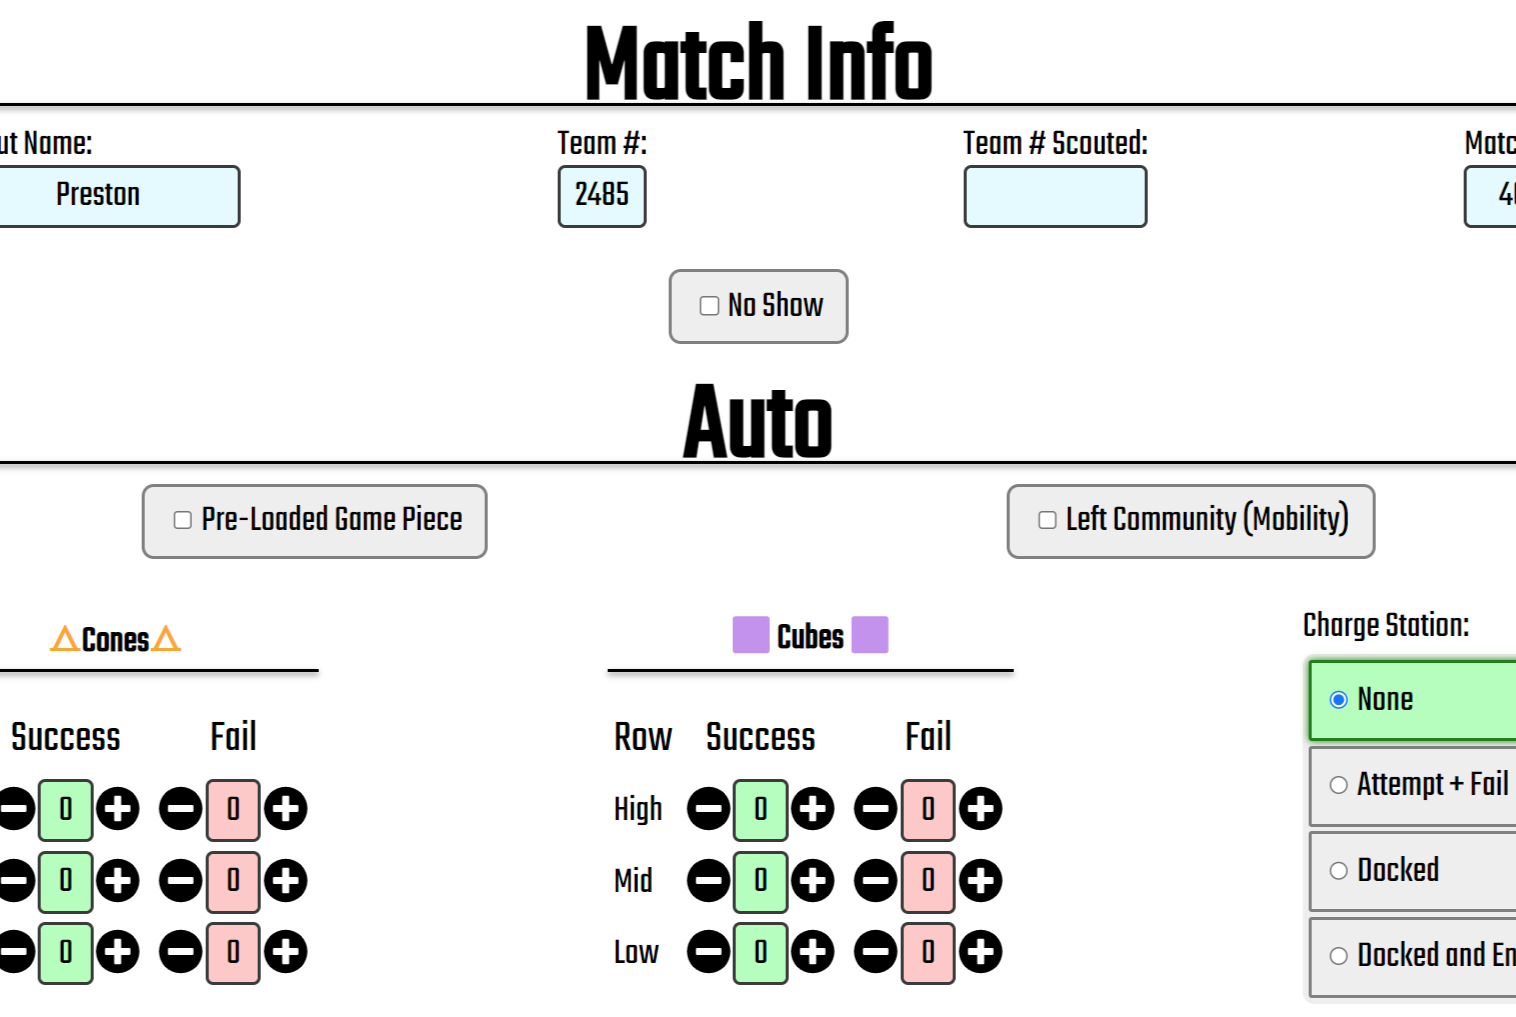 Match Info
ut Name: Team #: Team # Scouted: Matc
Preston 2485 4
No Show
Auto
Pre-Loaded Game Piece Left Community (Mobility)
Cones Cubes Charge Station:
None
Success Fail Row Success Fail
Attempt + Fail
0 0 High 0 0
Docked
0 0 Mid 0 0
0 0 Low 0 0
Docked and En